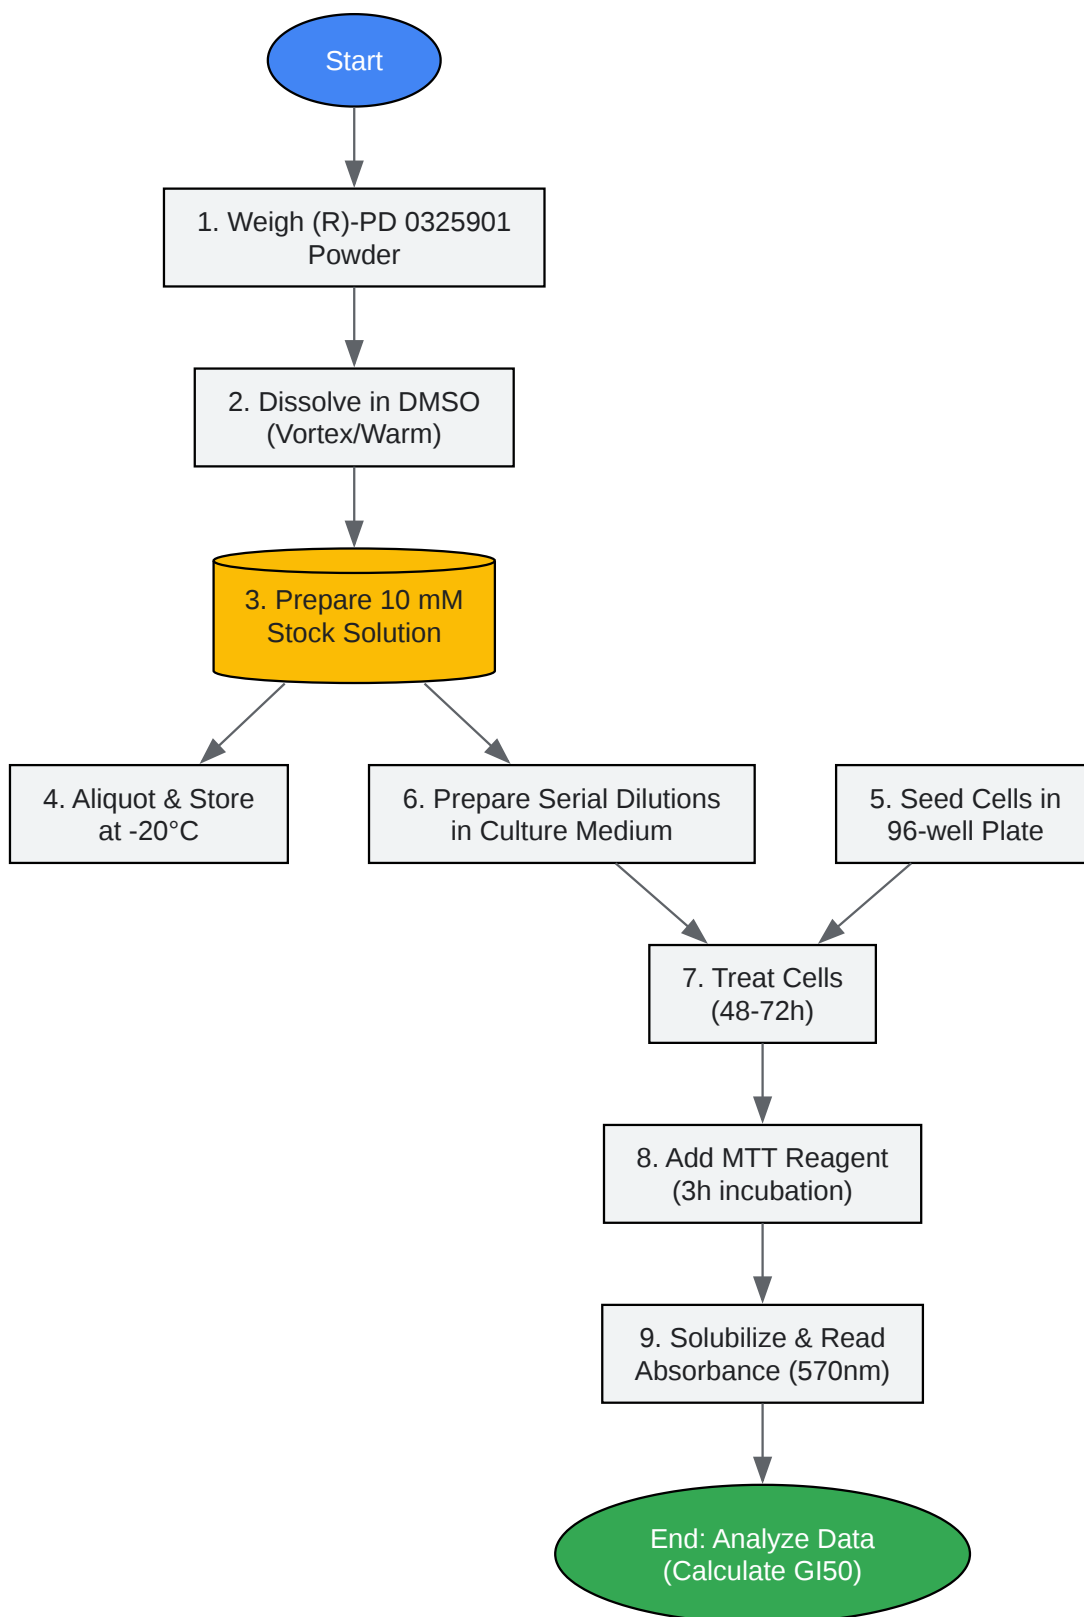 Start
1. Weigh (R)-PD 0325901
Powder
2. Dissolve in DMSO
(Vortex/Warm)
3. Prepare 10 mM
Stock Solution
4. Aliquot & Store
at -20°C
6. Prepare Serial Dilutions
in Culture Medium
5. Seed Cells in
96-well Plate
7. Treat Cells
(48-72h)
8. Add MTT Reagent
(3h incubation)
9. Solubilize & Read
Absorbance (570nm)
End: Analyze Data
(Calculate GI50)